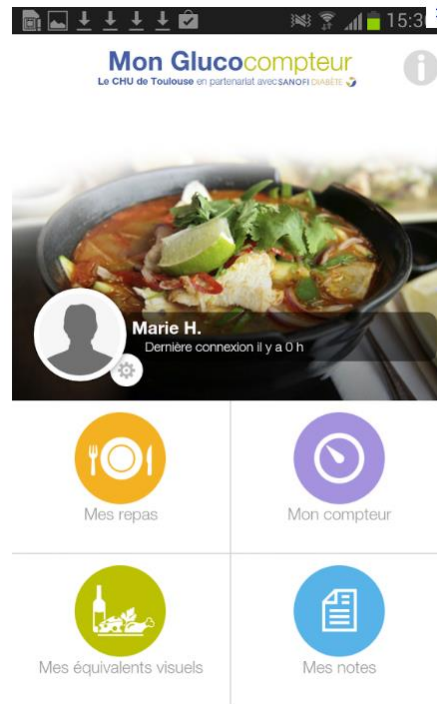 15:3
Mon Glucocompteur
Le CHU de Toulouse en partenariat avec SANOFI DIABÈTE
Marie H.
Dernière connexion il y a 0 h
Mes repas
Mon compteur
Mes équivalents visuels
Mes notes